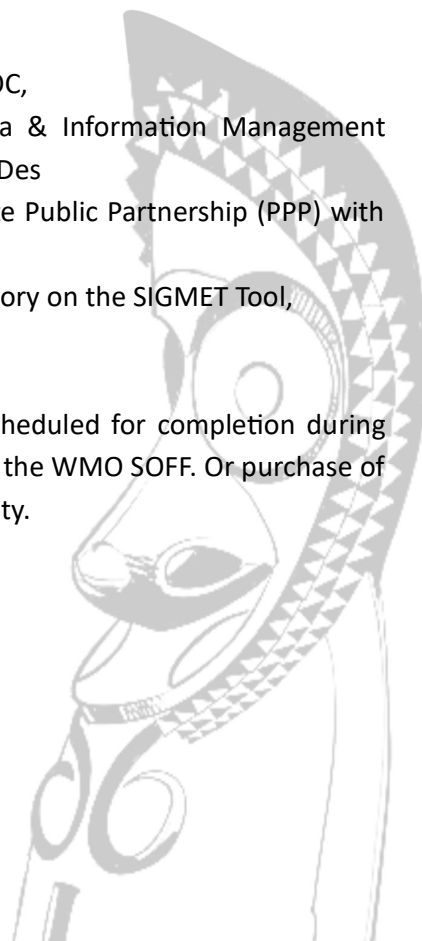 OC,
a & Information Management
Des
te Public Partnership (PPP) with
ory on the SIGMET Tool,
heduled for completion during
the WMO SOFF. Or purchase of
ty.